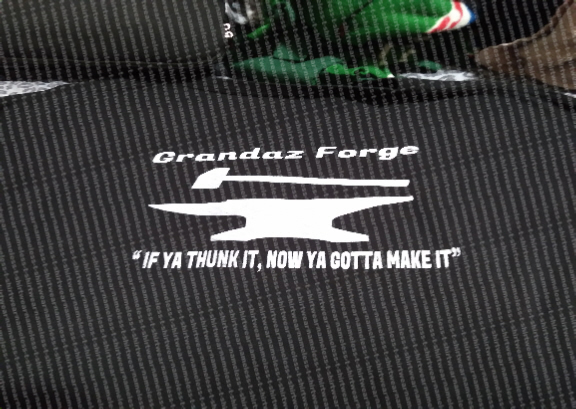 Grandaz Forge
“IF YA THUNK IT, NOW YA GOTTA MAKE IT”